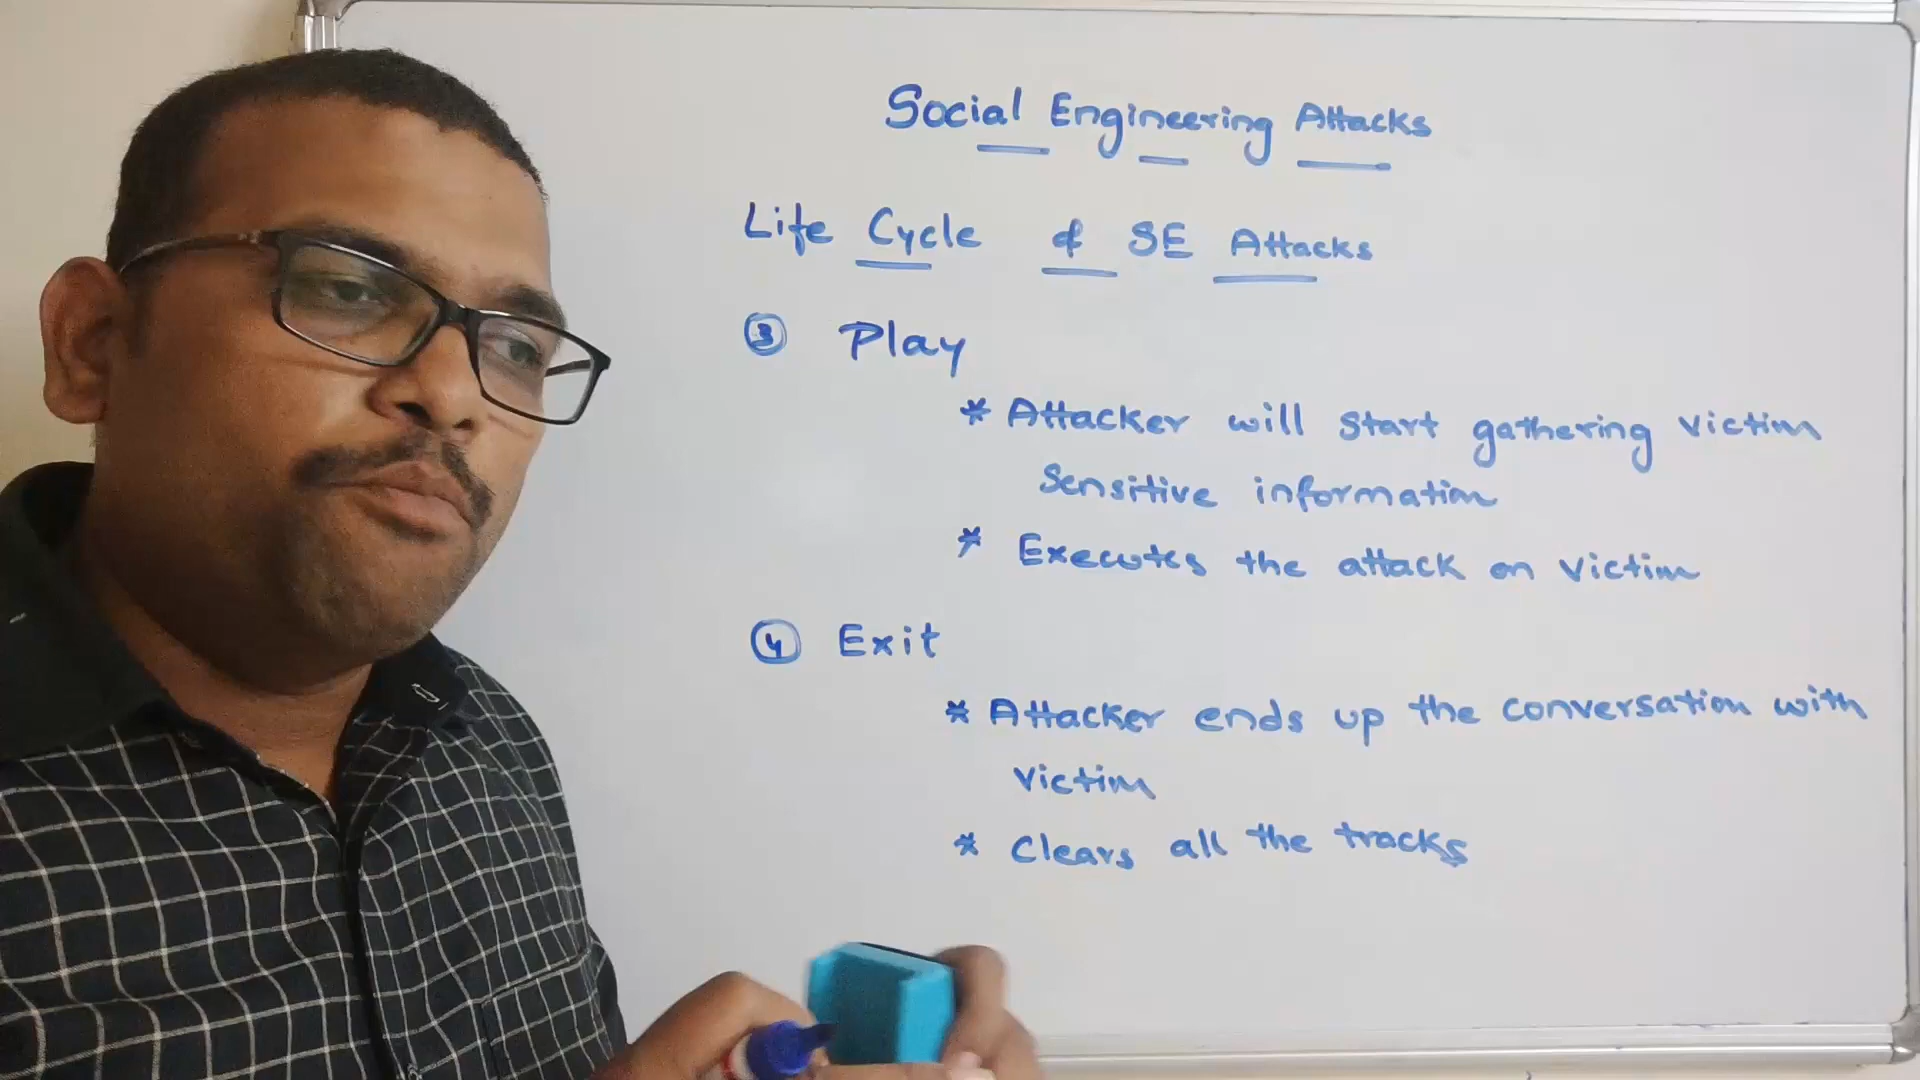 Social Engineering Attacks
Life Cycle of SE Attacks
③ Play
* Attacker will start gathering victim
Sensitive information
* Executes the attack on victim
④ Exit
* Attacker ends up the conversation with
victim
* Clears all the tracks